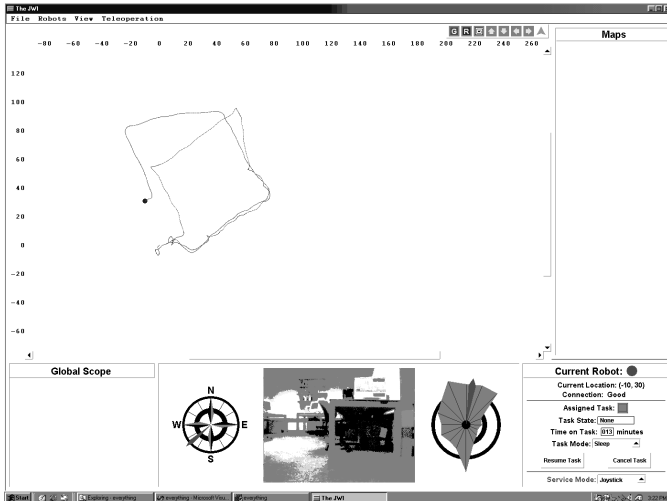 The JWI
File Robots View Teleoperation
G R
Maps
-80 -60 -40 -20 0 20 40 60 80 100 120 140 160 180 200 220 240 260
120
100
80
60
40
20
0
-20
-40
-60
Global Scope
N
W E
S
Current Robot:
Current Location: (-10, 30)
Connection: Good
Assigned Task:
Task State: None
Time on Task: 013 minutes
Task Mode: Sleep
Resume Task Cancel Task
Service Mode: Joystick
Start Exploring - everything everything - Microsoft Visu... everything The JWI 2:22 PM